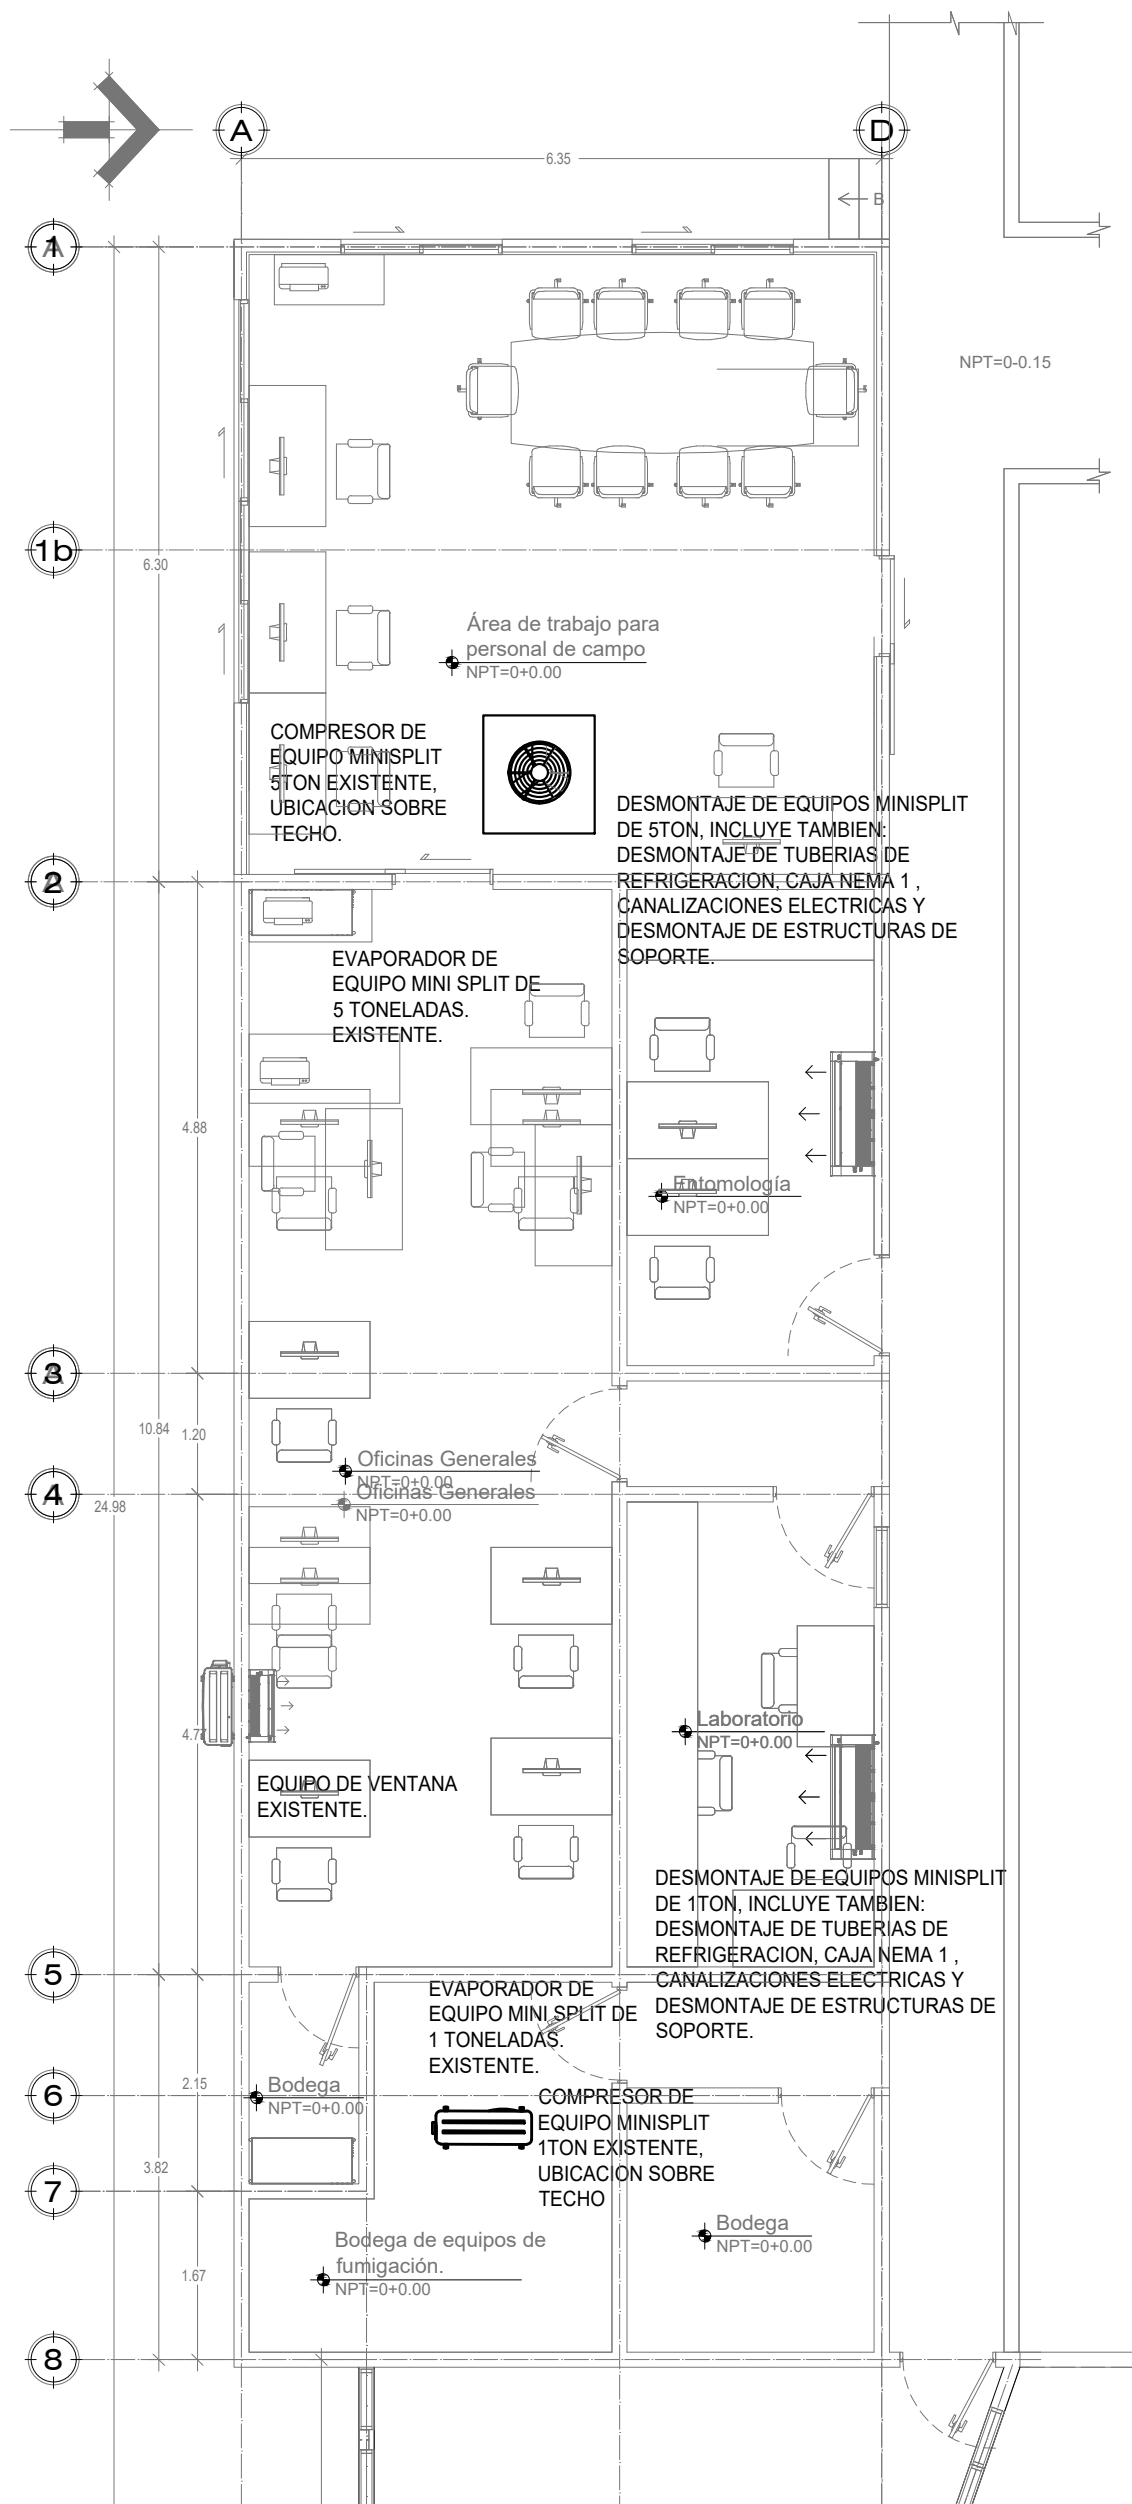 A
D
6.35
B
1
NPT=0-0.15
1b
6.30
Área de trabajo para
personal de campo
NPT=0+0.00
COMPRESOR DE
EQUIPO MINISPLIT
5TON EXISTENTE,
UBICACION SOBRE
TECHO.
DESMONTAJE DE EQUIPOS MINISPLIT
DE 5TON, INCLUYE TAMBIEN:
DESMONTAJE DE TUBERIAS DE
REFRIGERACION, CAJA NEMA 1 ,
CANALIZACIONES ELECTRICAS Y
DESMONTAJE DE ESTRUCTURAS DE
SOPORTE.
2
EVAPORADOR DE
EQUIPO MINI SPLIT DE
5 TONELADAS.
EXISTENTE.
4.88
Entomología
NPT=0+0.00
3
10.84
1.20
Oficinas Generales
NPT=0+0.00
Oficinas Generales
NPT=0+0.00
4
24.98
Laboratorio
NPT=0+0.00
4.77
EQUIPO DE VENTANA
EXISTENTE.
DESMONTAJE DE EQUIPOS MINISPLIT
DE 1TON, INCLUYE TAMBIEN:
DESMONTAJE DE TUBERIAS DE
REFRIGERACION, CAJA NEMA 1 ,
CANALIZACIONES ELECTRICAS Y
DESMONTAJE DE ESTRUCTURAS DE
SOPORTE.
5
EVAPORADOR DE
EQUIPO MINI SPLIT DE
1 TONELADAS.
EXISTENTE.
2.15
Bodega
NPT=0+0.00
6
COMPRESOR DE
EQUIPO MINISPLIT
1TON EXISTENTE,
UBICACION SOBRE
TECHO
3.82
7
Bodega
NPT=0+0.00
Bodega de equipos de
fumigación.
NPT=0+0.00
1.67
8